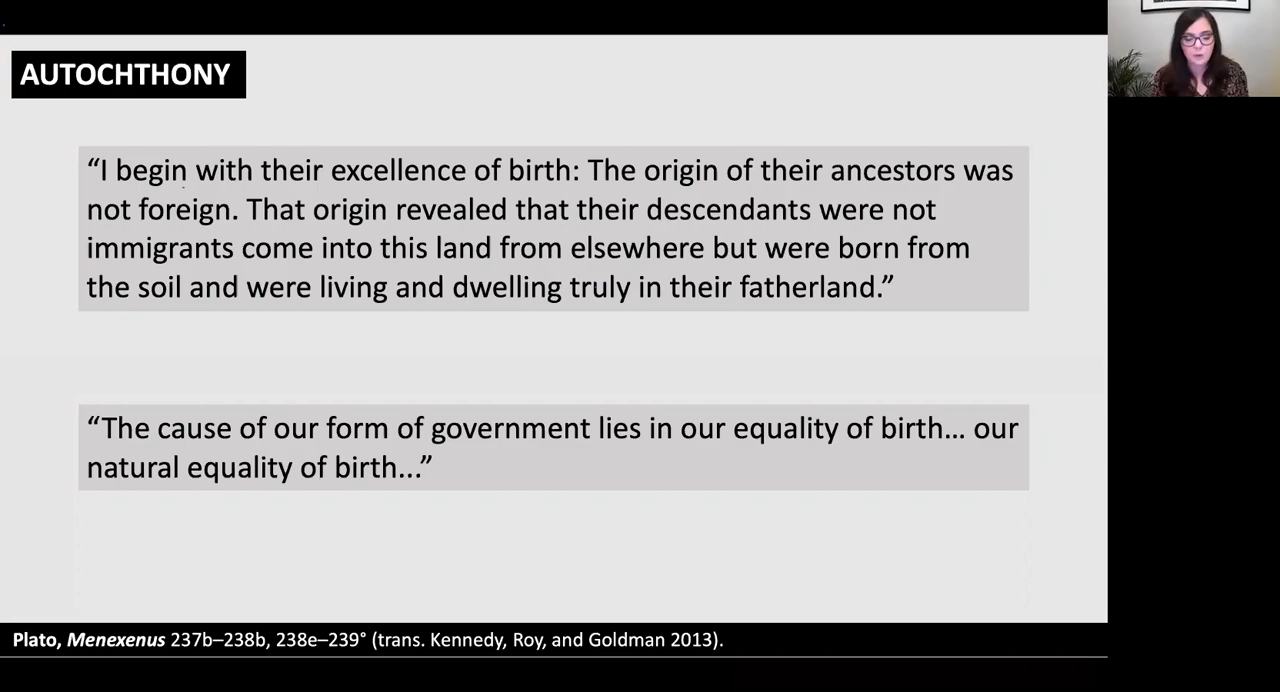 AUTOCHTHONY
“I begin with their excellence of birth: The origin of their ancestors was
not foreign. That origin revealed that their descendants were not
immigrants come into this land from elsewhere but were born from
the soil and were living and dwelling truly in their fatherland.”
“The cause of our form of government lies in our equality of birth… our
natural equality of birth...”
Plato, Menexenus 237b–238b, 238e–239° (trans. Kennedy, Roy, and Goldman 2013).